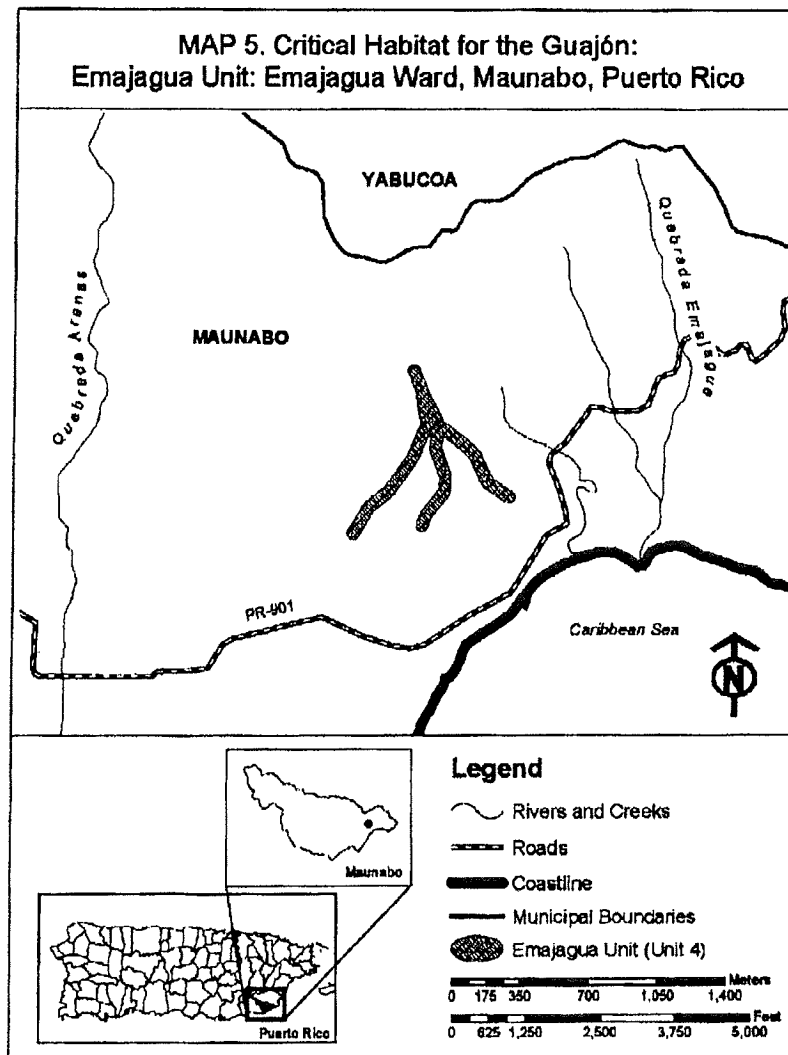 MAP 5. Critical Habitat for the Guajón:
Emajagua Unit: Emajagua Ward, Maunabo, Puerto Rico
YABUCOA
Quebrada Emajagua
Quebrada Arenas
MAUNABO
PR-901
Caribbean Sea
N
Legend
Rivers and Creeks
Roads
Coastline
Municipal Boundaries
Emajagua Unit (Unit 4)
Meters
0 175 350 700 1,050 1,400
Feet
0 625 1,250 2,500 3,750 5,000
Maunabo
Puerto Rico